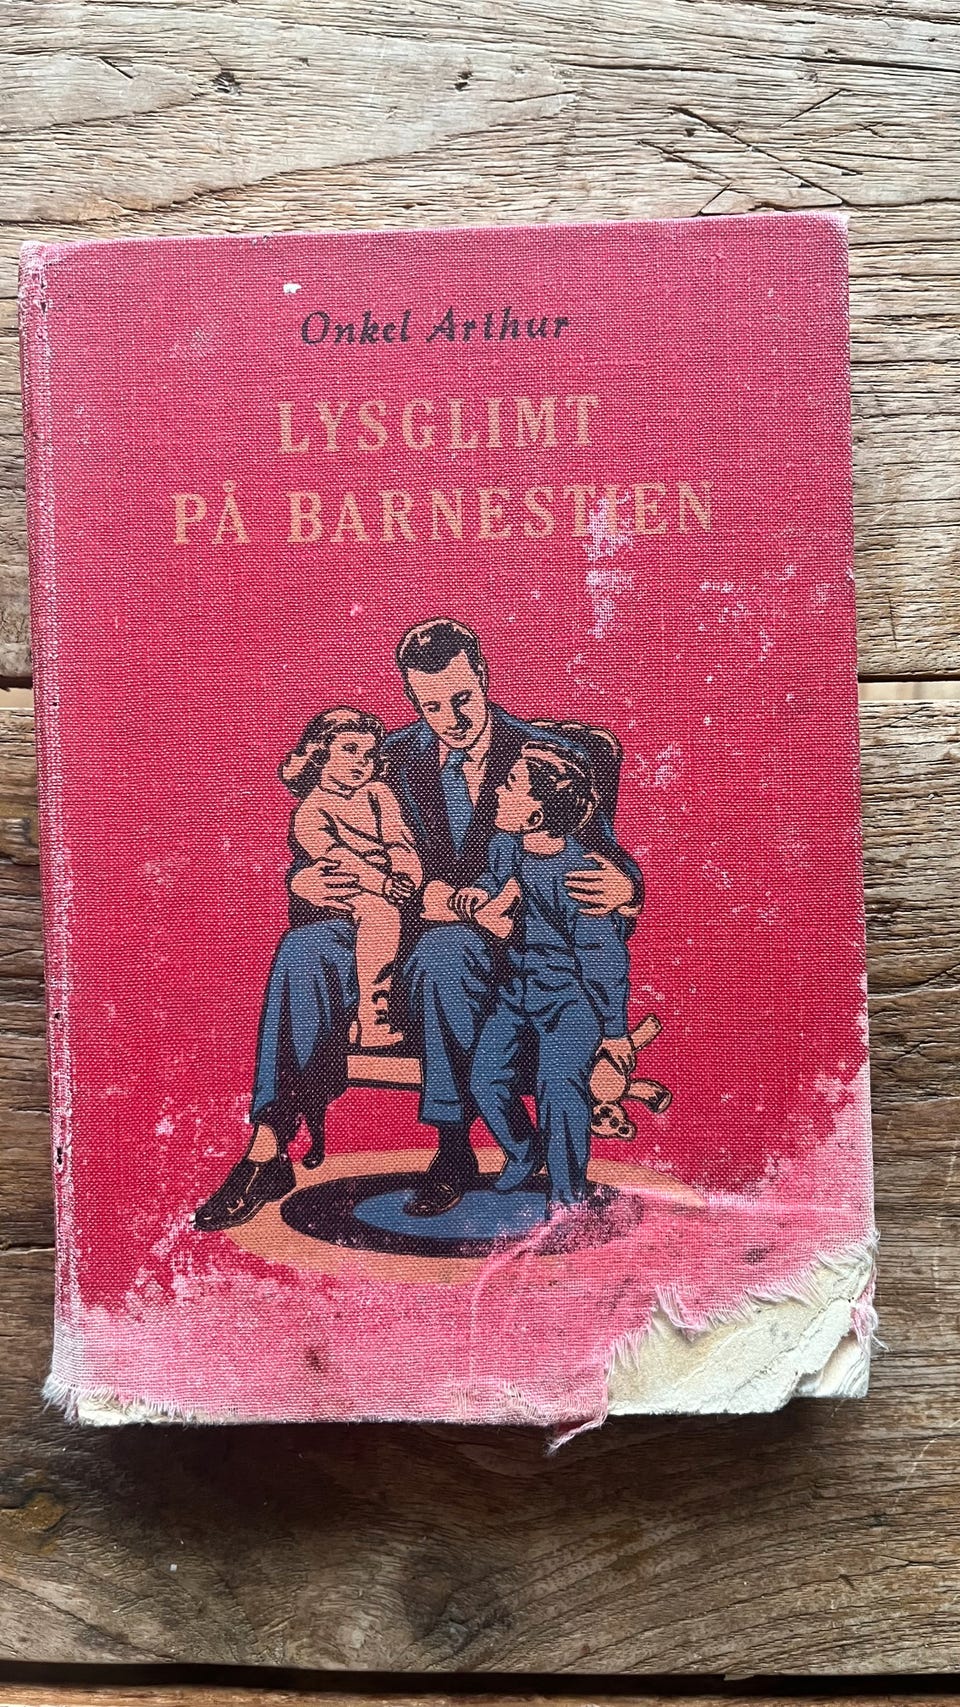 Onkel Arthur
LYSGLIMT
PÅ BARNESTIEN